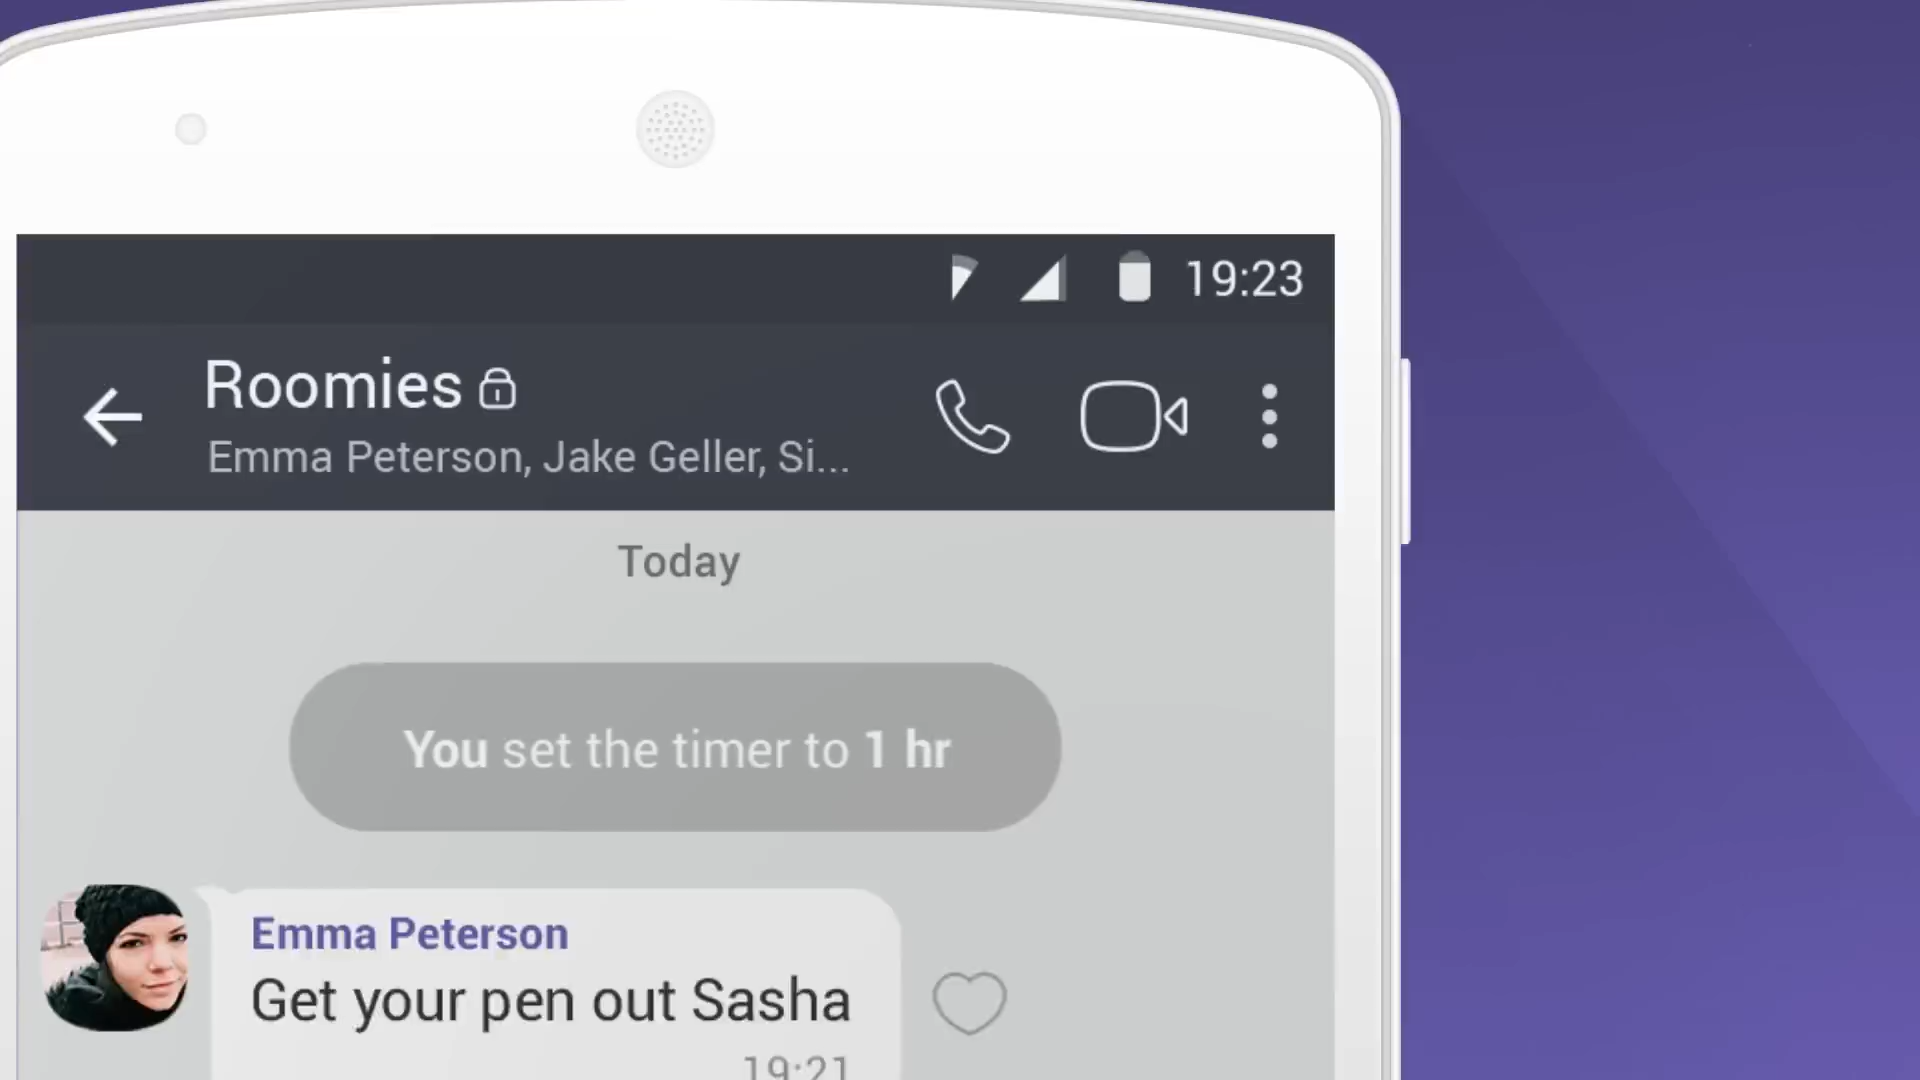 19:23
Roomies
Emma Peterson, Jake Geller, Si...
Today
You set the timer to 1 hr
Emma Peterson
Get your pen out Sasha
19:21